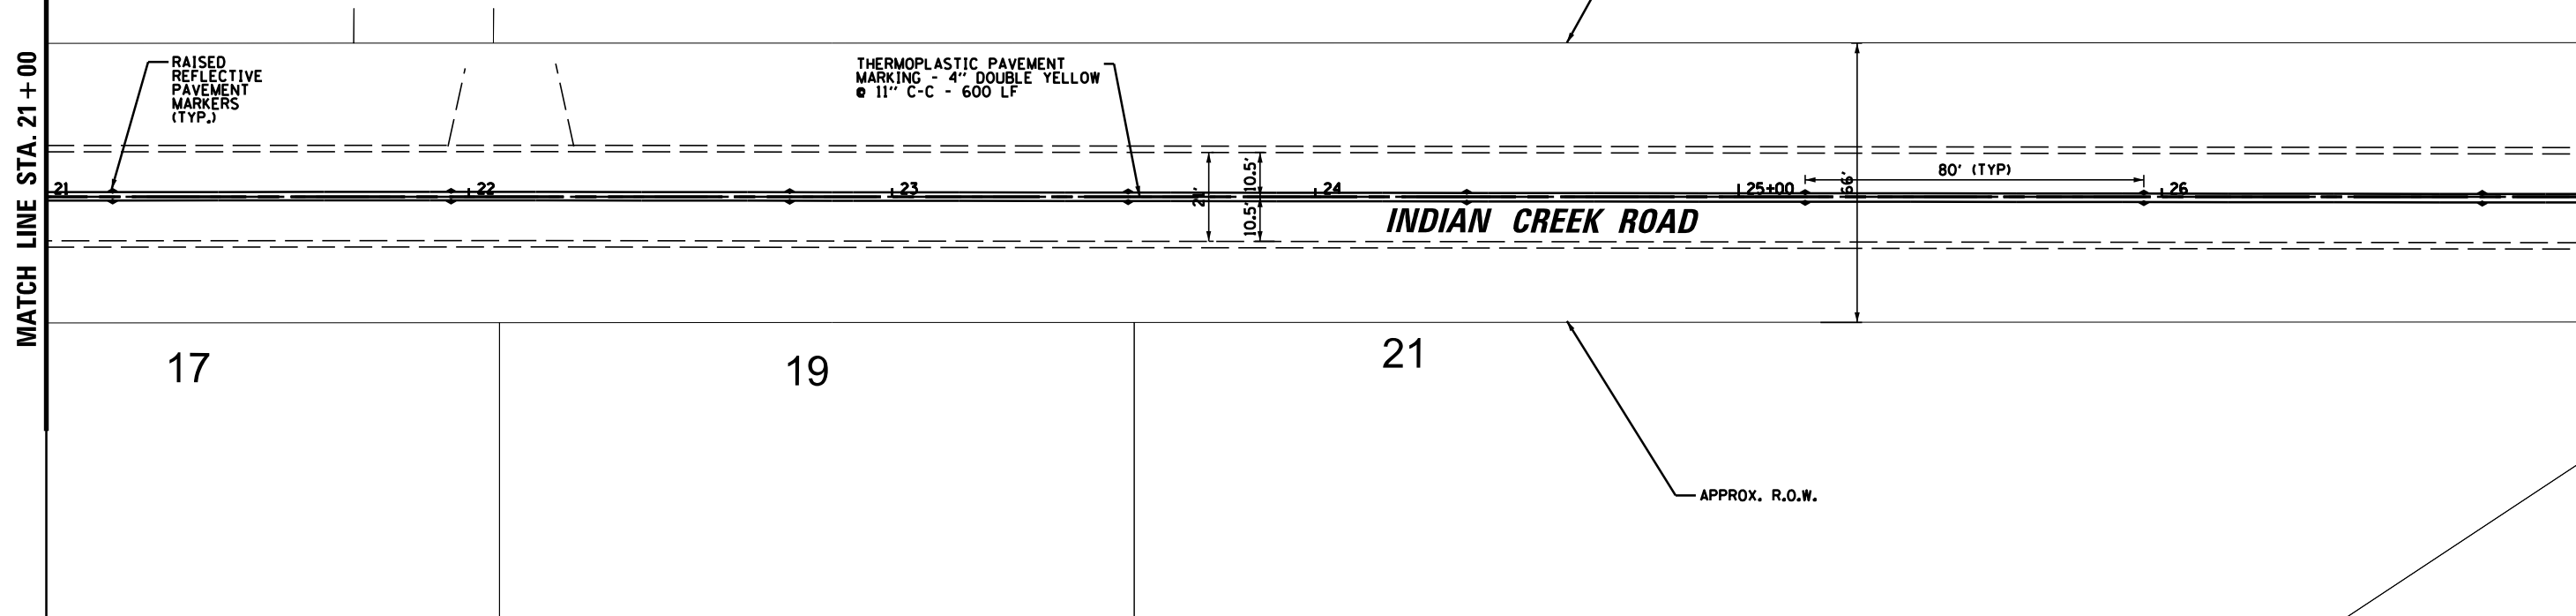 MATCH LINE STA. 21+00
RAISED
REFLECTIVE
PAVEMENT
MARKERS
(TYP.)
THERMOPLASTIC PAVEMENT
MARKING - 4" DOUBLE YELLOW
@ 11" C-C - 600 LF
21
22
23
24
25+00
26
21'
10.5'
10.5'
66'
80' (TYP)
INDIAN CREEK ROAD
17
19
21
APPROX. R.O.W.